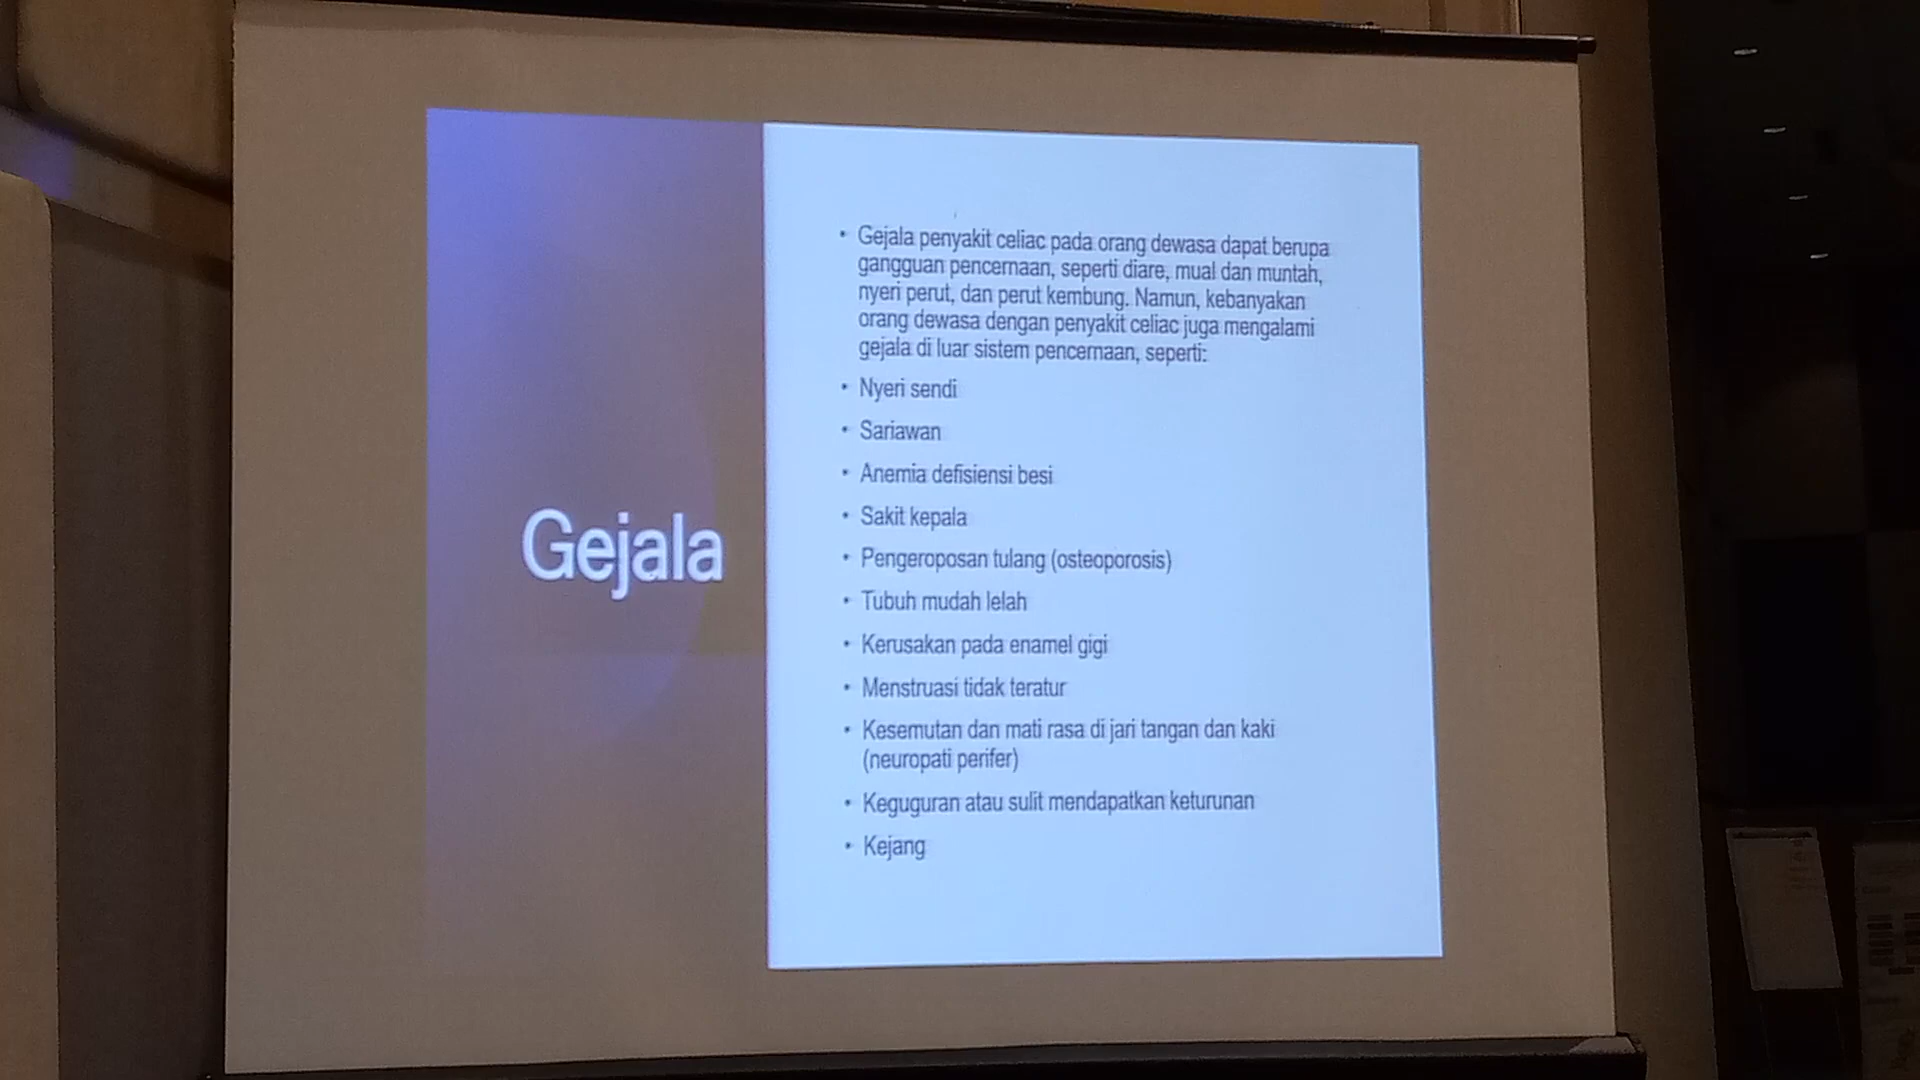 Gejala
• Gejala penyakit celiac pada orang dewasa dapat berupa
gangguan pencernaan, seperti diare, mual dan muntah,
nyeri perut, dan perut kembung. Namun, kebanyakan
orang dewasa dengan penyakit celiac juga mengalami
gejala di luar sistem pencernaan, seperti:
• Nyeri sendi
• Sariawan
• Anemia defisiensi besi
• Sakit kepala
• Pengeroposan tulang (osteoporosis)
• Tubuh mudah lelah
• Kerusakan pada enamel gigi
• Menstruasi tidak teratur
• Kesemutan dan mati rasa di jari tangan dan kaki
(neuropati perifer)
• Keguguran atau sulit mendapatkan keturunan
• Kejang